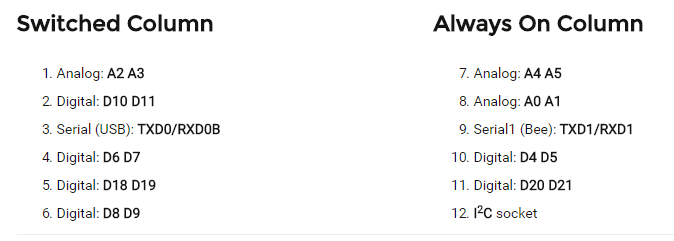 Switched Column
1. Analog: A2 A3
2. Digital: D10 D11
3. Serial (USB): TXD0/RXD0B
4. Digital: D6 D7
5. Digital: D18 D19
6. Digital: D8 D9
Always On Column
7. Analog: A4 A5
8. Analog: A0 A1
9. Serial1 (Bee): TXD1/RXD1
10. Digital: D4 D5
11. Digital: D20 D21
12. I²C socket